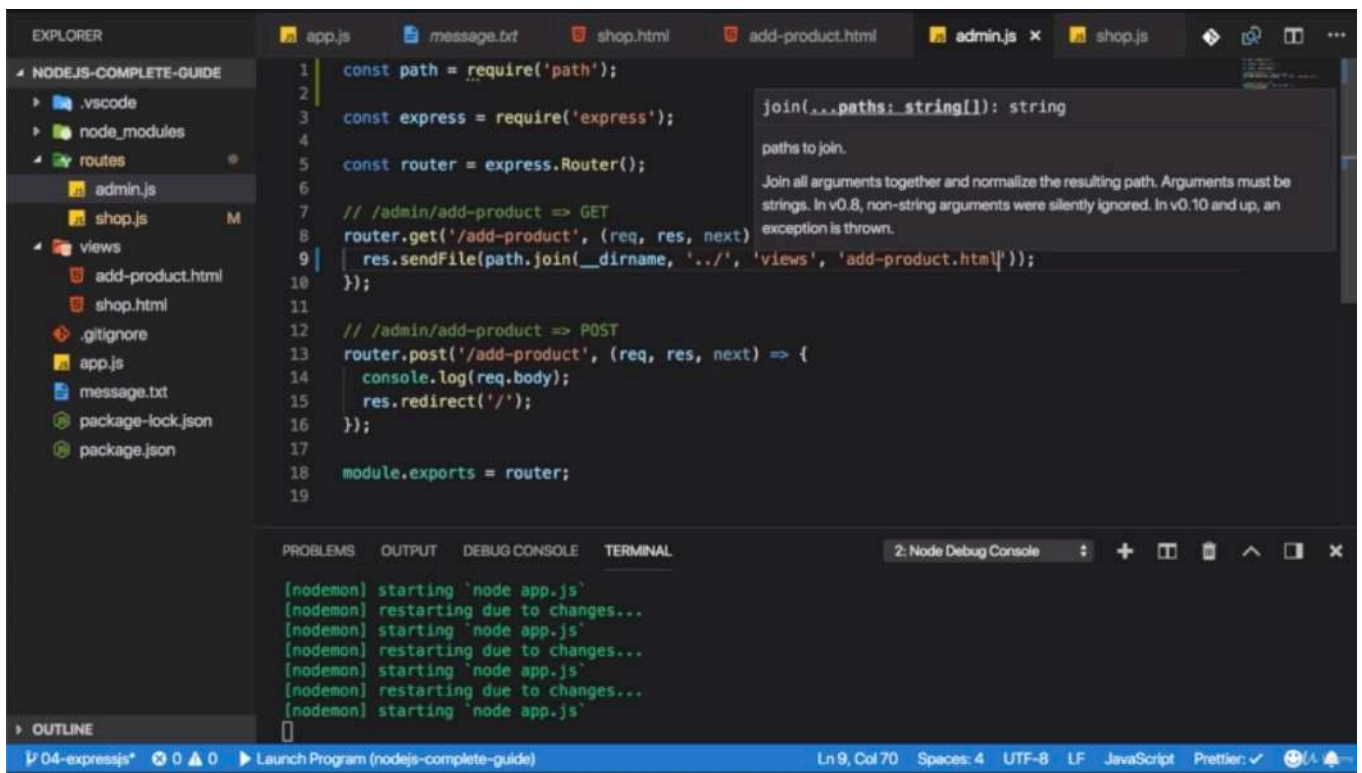 EXPLORER
app.js message.txt shop.html add-product.html admin.js × shop.js ···
NODEJS-COMPLETE-GUIDE
.vscode
node_modules
routes
admin.js
shop.js M
views
add-product.html
shop.html
.gitignore
app.js
message.txt
package-lock.json
package.json
OUTLINE
1 const path = require('path');
2
3 const express = require('express');
4
5 const router = express.Router();
6
7 // /admin/add-product => GET
8 router.get('/add-product', (req, res, next)
9 res.sendFile(path.join(__dirname, '../', 'views', 'add-product.html'));
10 });
11
12 // /admin/add-product => POST
13 router.post('/add-product', (req, res, next) => {
14 console.log(req.body);
15 res.redirect('/');
16 });
17
18 module.exports = router;
19
join(...paths: string[]): string
paths to join.
Join all arguments together and normalize the resulting path. Arguments must be
strings. In v0.8, non-string arguments were silently ignored. In v0.10 and up, an
exception is thrown.
PROBLEMS OUTPUT DEBUG CONSOLE TERMINAL 2: Node Debug Console
[nodemon] starting `node app.js`
[nodemon] restarting due to changes...
[nodemon] starting `node app.js`
[nodemon] restarting due to changes...
[nodemon] starting `node app.js`
[nodemon] restarting due to changes...
[nodemon] starting `node app.js`
04-expressjs* 0 0 Launch Program (nodejs-complete-guide) Ln 9, Col 70 Spaces: 4 UTF-8 LF JavaScript Prettier: ✓